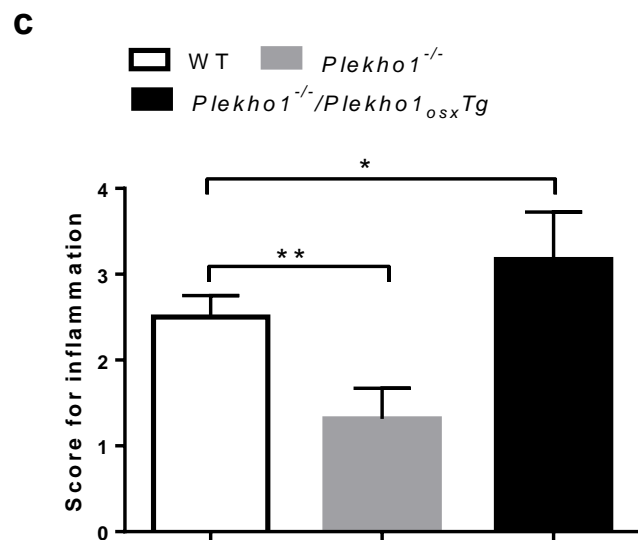 c
WT Plekho1-/-
Plekho1-/-/Plekho1osxTg
*
**
4
3
2
1
0
Score for inflammation